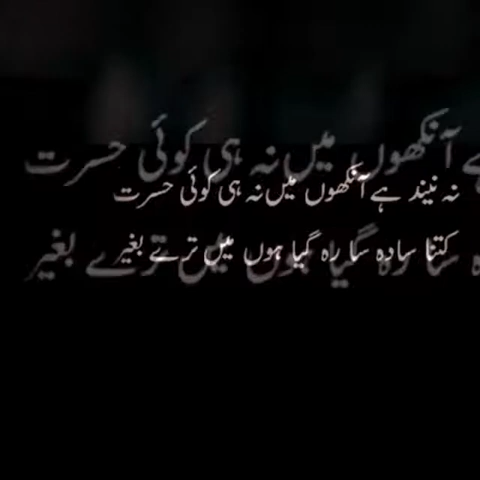 نہ نیند ہے آنکھوں میں نہ ہی کوئی حسرت
کتنا سادہ سا رہ گیا ہوں میں ترے بغیر